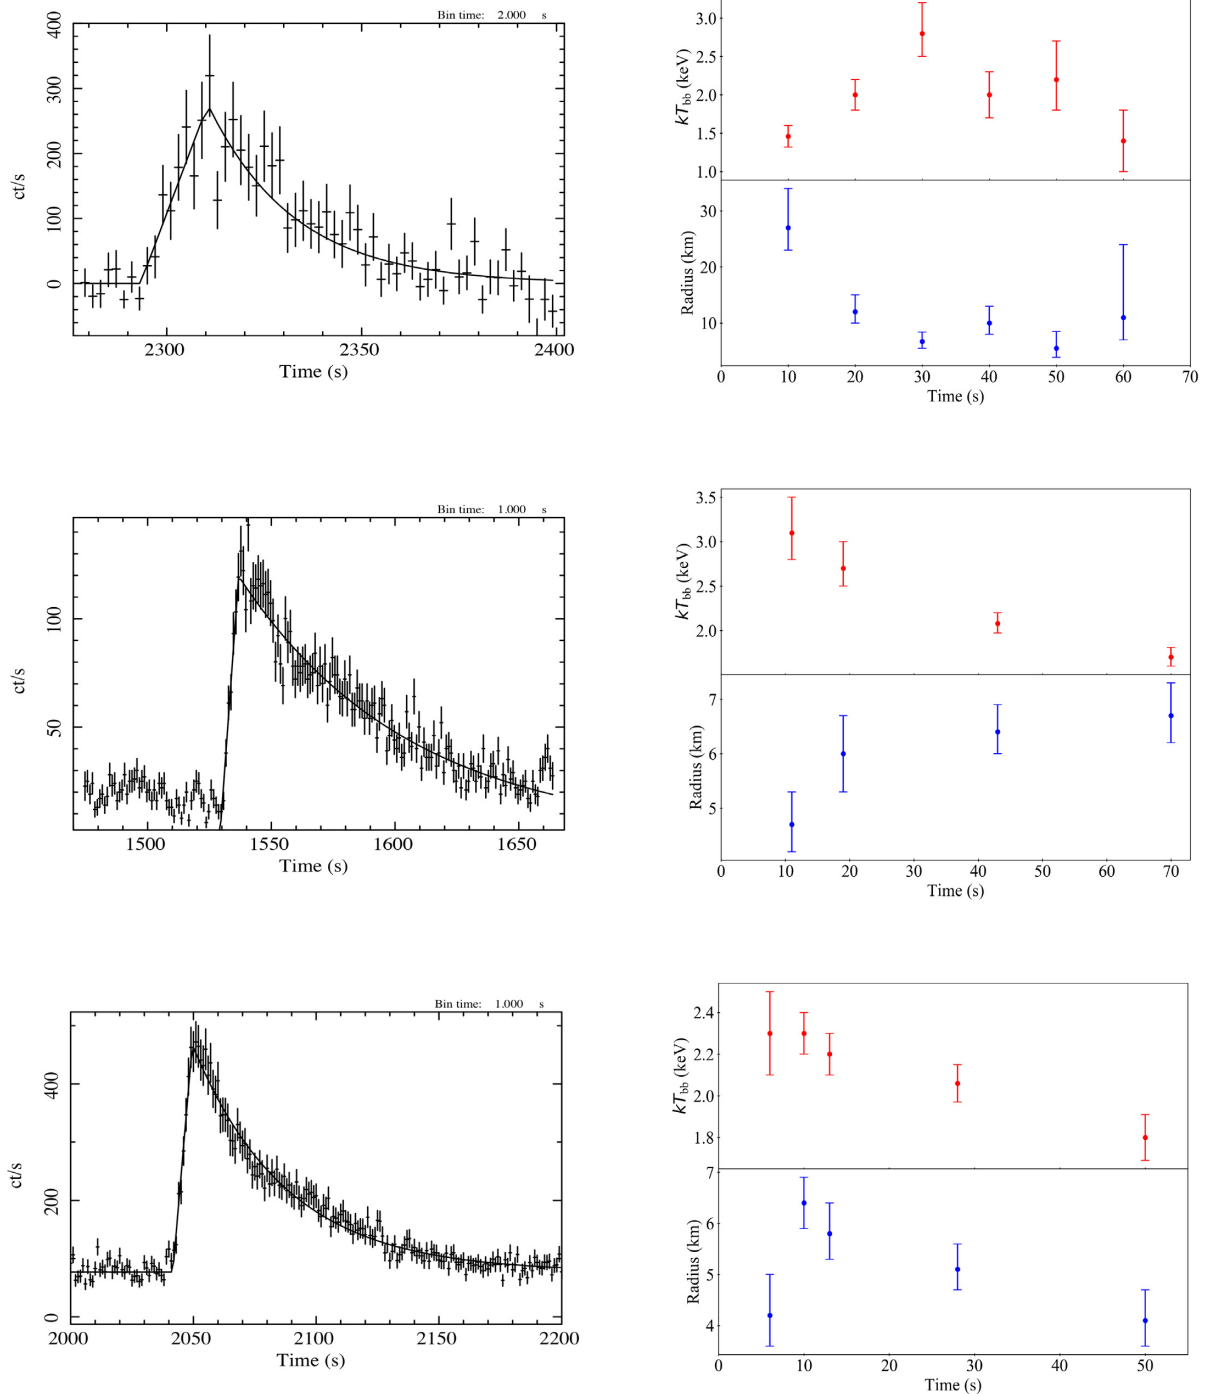 Bin time: 2.000 s
400
300
200
100
0
ct/s
2300
2350
2400
Time (s)
3.0
2.5
2.0
1.5
1.0
kTbb (keV)
30
20
10
Radius (km)
0 10 20 30 40 50 60 70
Time (s)
Bin time: 1.000 s
100
50
ct/s
1500 1550 1600 1650
Time (s)
3.5
3.0
2.5
2.0
kTbb (keV)
7
6
5
Radius (km)
0 10 20 30 40 50 60 70
Time (s)
Bin time: 1.000 s
400
200
0
ct/s
2000 2050 2100 2150 2200
Time (s)
2.4
2.2
2.0
1.8
kTbb (keV)
7
6
5
4
Radius (km)
0 10 20 30 40 50
Time (s)